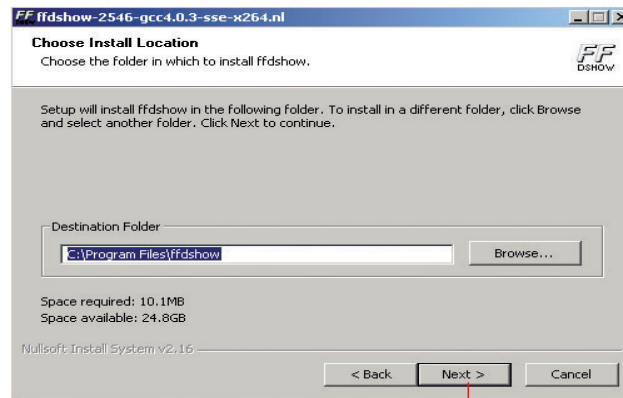 FF ffdshow-2546-gcc4.0.3-sse-x264.nl
Choose Install Location
Choose the folder in which to install ffdshow.
FF
DSHOW
Setup will install ffdshow in the following folder. To install in a different folder, click Browse
and select another folder. Click Next to continue.
Destination Folder
C:\Program Files\ffdshow
Browse...
Space required: 10.1MB
Space available: 24.8GB
Nullsoft Install System v2.16
< Back Next > Cancel